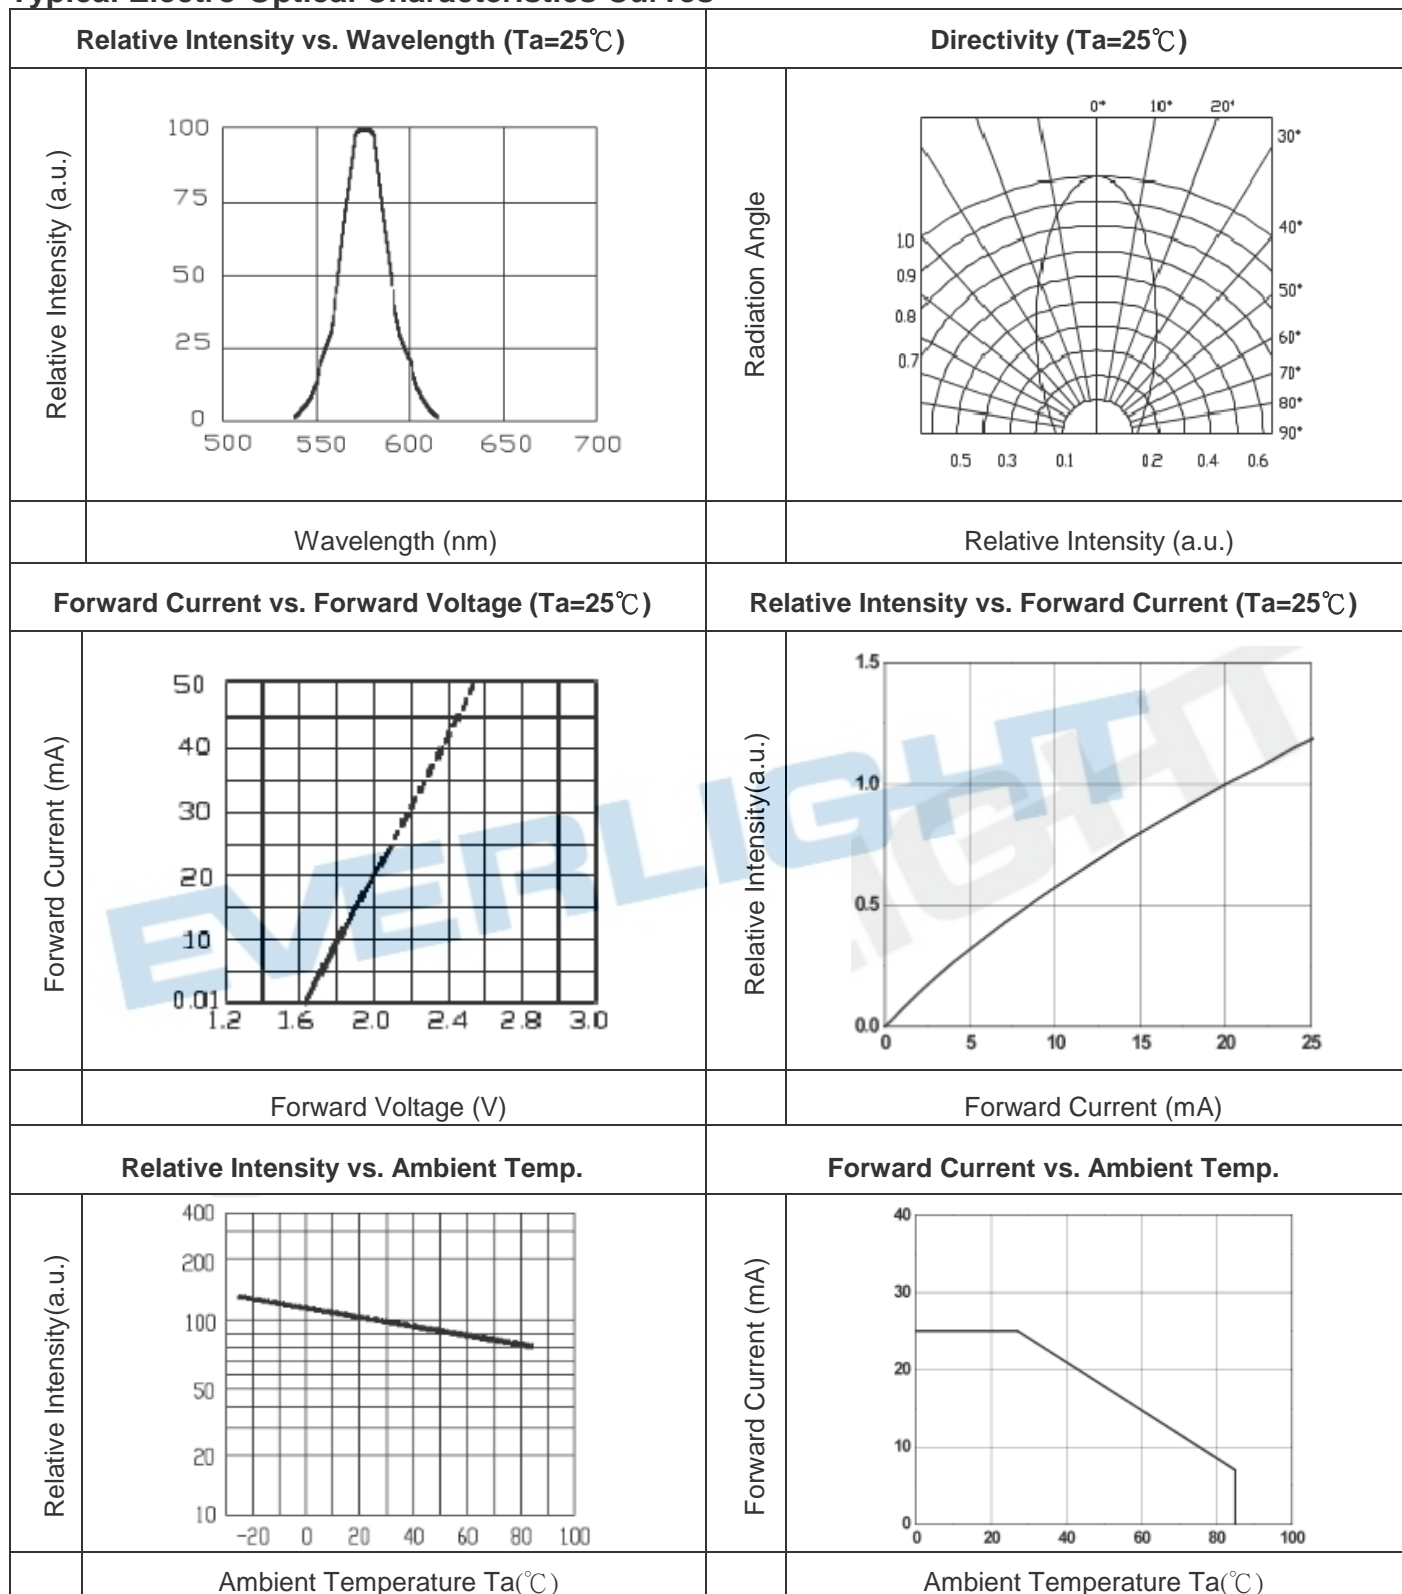 Typical Electro-Optical Characteristics Curves
Relative Intensity vs. Wavelength (Ta=25℃)
Directivity (Ta=25℃)
Relative Intensity (a.u.)
100
75
50
25
0
500 550 600 650 700
Wavelength (nm)
Radiation Angle
0° 10° 20°
30°
40°
50°
60°
70°
80°
90°
1.0
0.9
0.8
0.7
0.5 0.3 0.1 0.2 0.4 0.6
Relative Intensity (a.u.)
Forward Current vs. Forward Voltage (Ta=25℃)
Relative Intensity vs. Forward Current (Ta=25℃)
Forward Current (mA)
50
40
30
20
10
0.01
1.2 1.6 2.0 2.4 2.8 3.0
Forward Voltage (V)
Relative Intensity(a.u.)
1.5
1.0
0.5
0.0
0 5 10 15 20 25
Forward Current (mA)
EVERLIGHT
LIGHT
Relative Intensity vs. Ambient Temp.
Forward Current vs. Ambient Temp.
Relative Intensity(a.u.)
400
200
100
50
20
10
-20 0 20 40 60 80 100
Ambient Temperature Ta(℃)
Forward Current (mA)
40
30
20
10
0
0 20 40 60 80 100
Ambient Temperature Ta(℃)